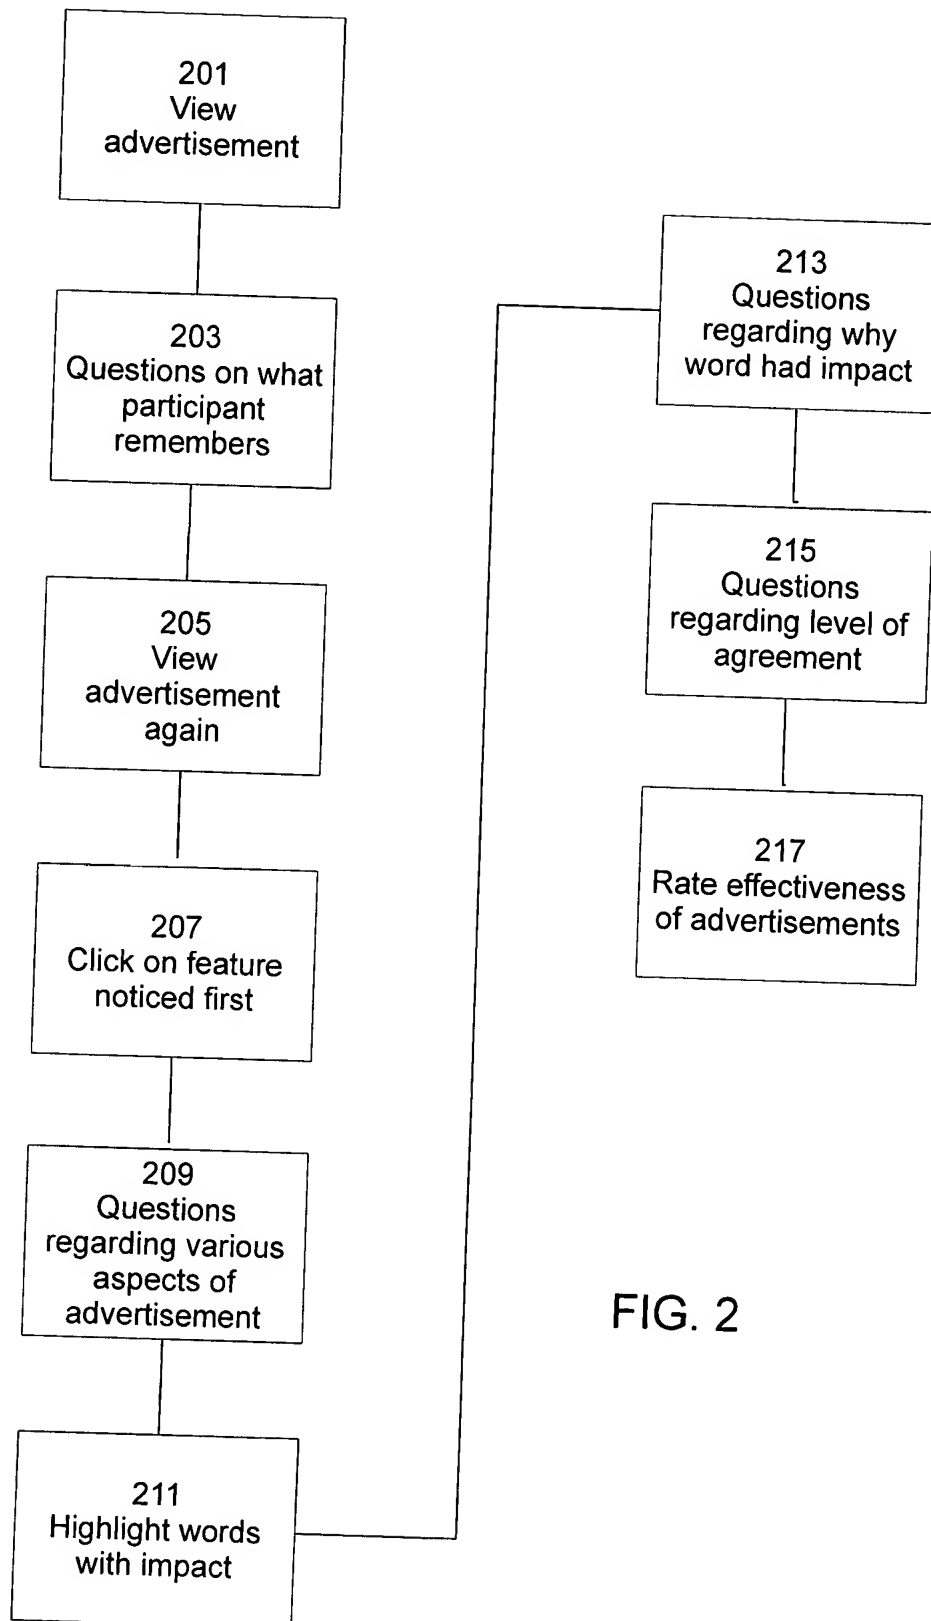 201
View
advertisement
203
Questions on what
participant
remembers
205
View
advertisement
again
207
Click on feature
noticed first
209
Questions
regarding various
aspects of
advertisement
211
Highlight words
with impact
213
Questions
regarding why
word had impact
215
Questions
regarding level of
agreement
217
Rate effectiveness
of advertisements
FIG. 2